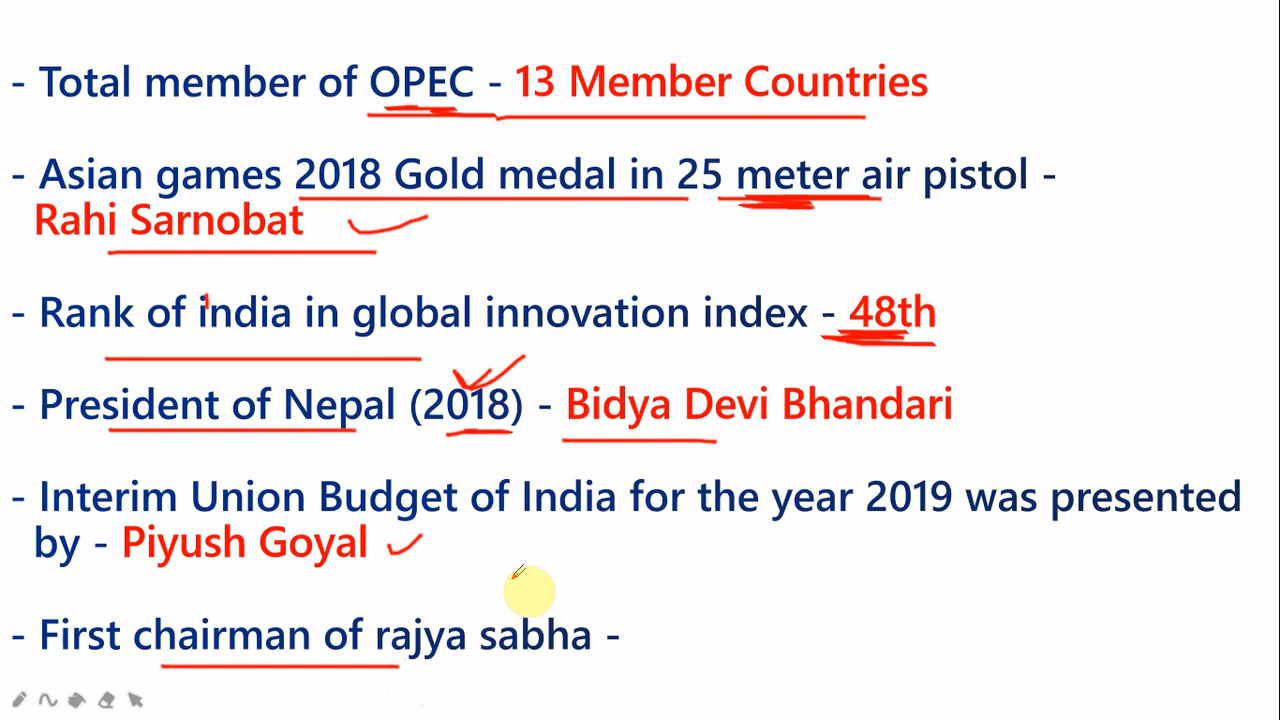 - Total member of OPEC - 13 Member Countries
- Asian games 2018 Gold medal in 25 meter air pistol -
Rahi Sarnobat
- Rank of india in global innovation index - 48th
- President of Nepal (2018) - Bidya Devi Bhandari
- Interim Union Budget of India for the year 2019 was presented
by - Piyush Goyal
- First chairman of rajya sabha -